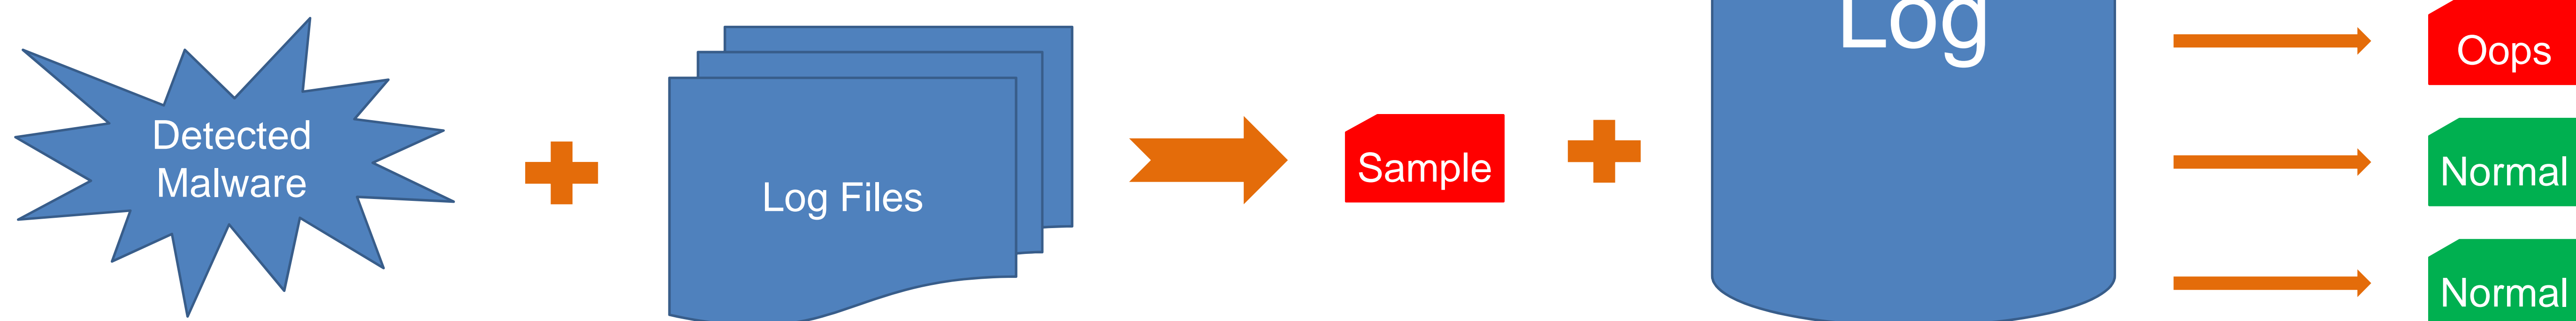 Detected
Malware
Log Files
Sample
Log
Oops
Normal
Normal